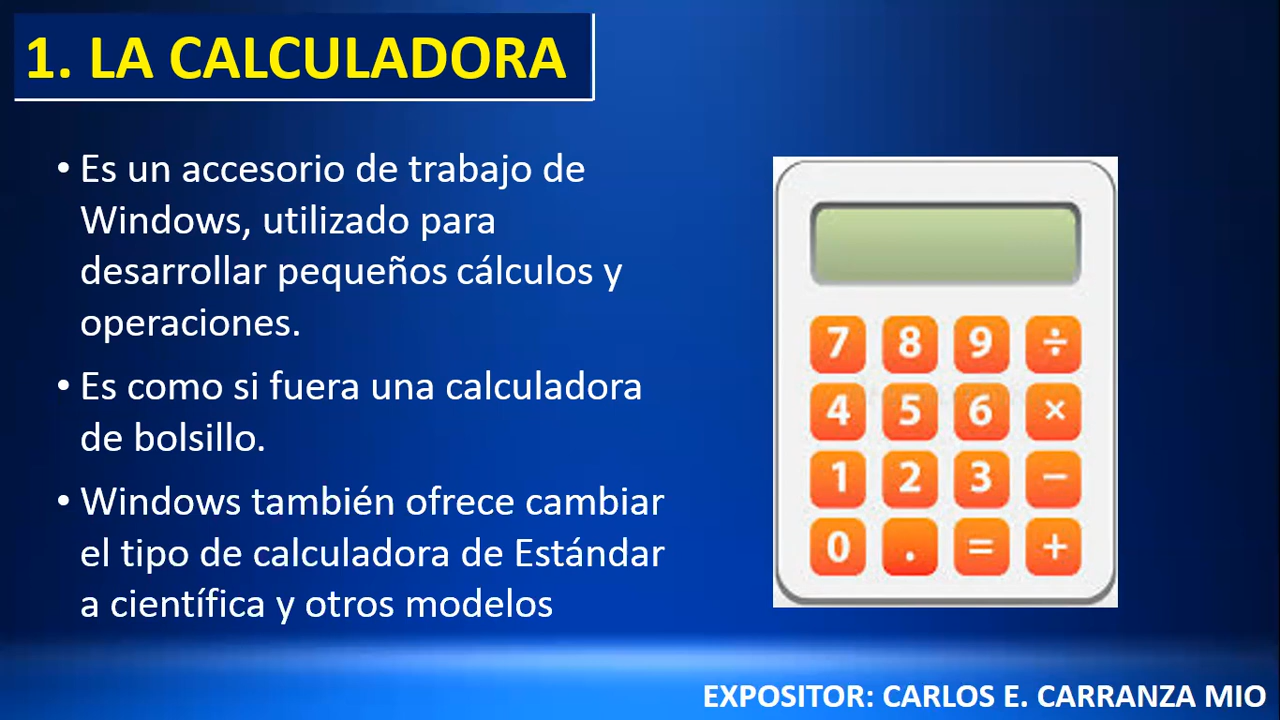 1. LA CALCULADORA
• Es un accesorio de trabajo de
Windows, utilizado para
desarrollar pequeños cálculos y
operaciones.
• Es como si fuera una calculadora
de bolsillo.
• Windows también ofrece cambiar
el tipo de calculadora de Estándar
a científica y otros modelos
7 8 9 ÷
4 5 6 ×
1 2 3 −
0 . = +
EXPOSITOR: CARLOS E. CARRANZA MIO